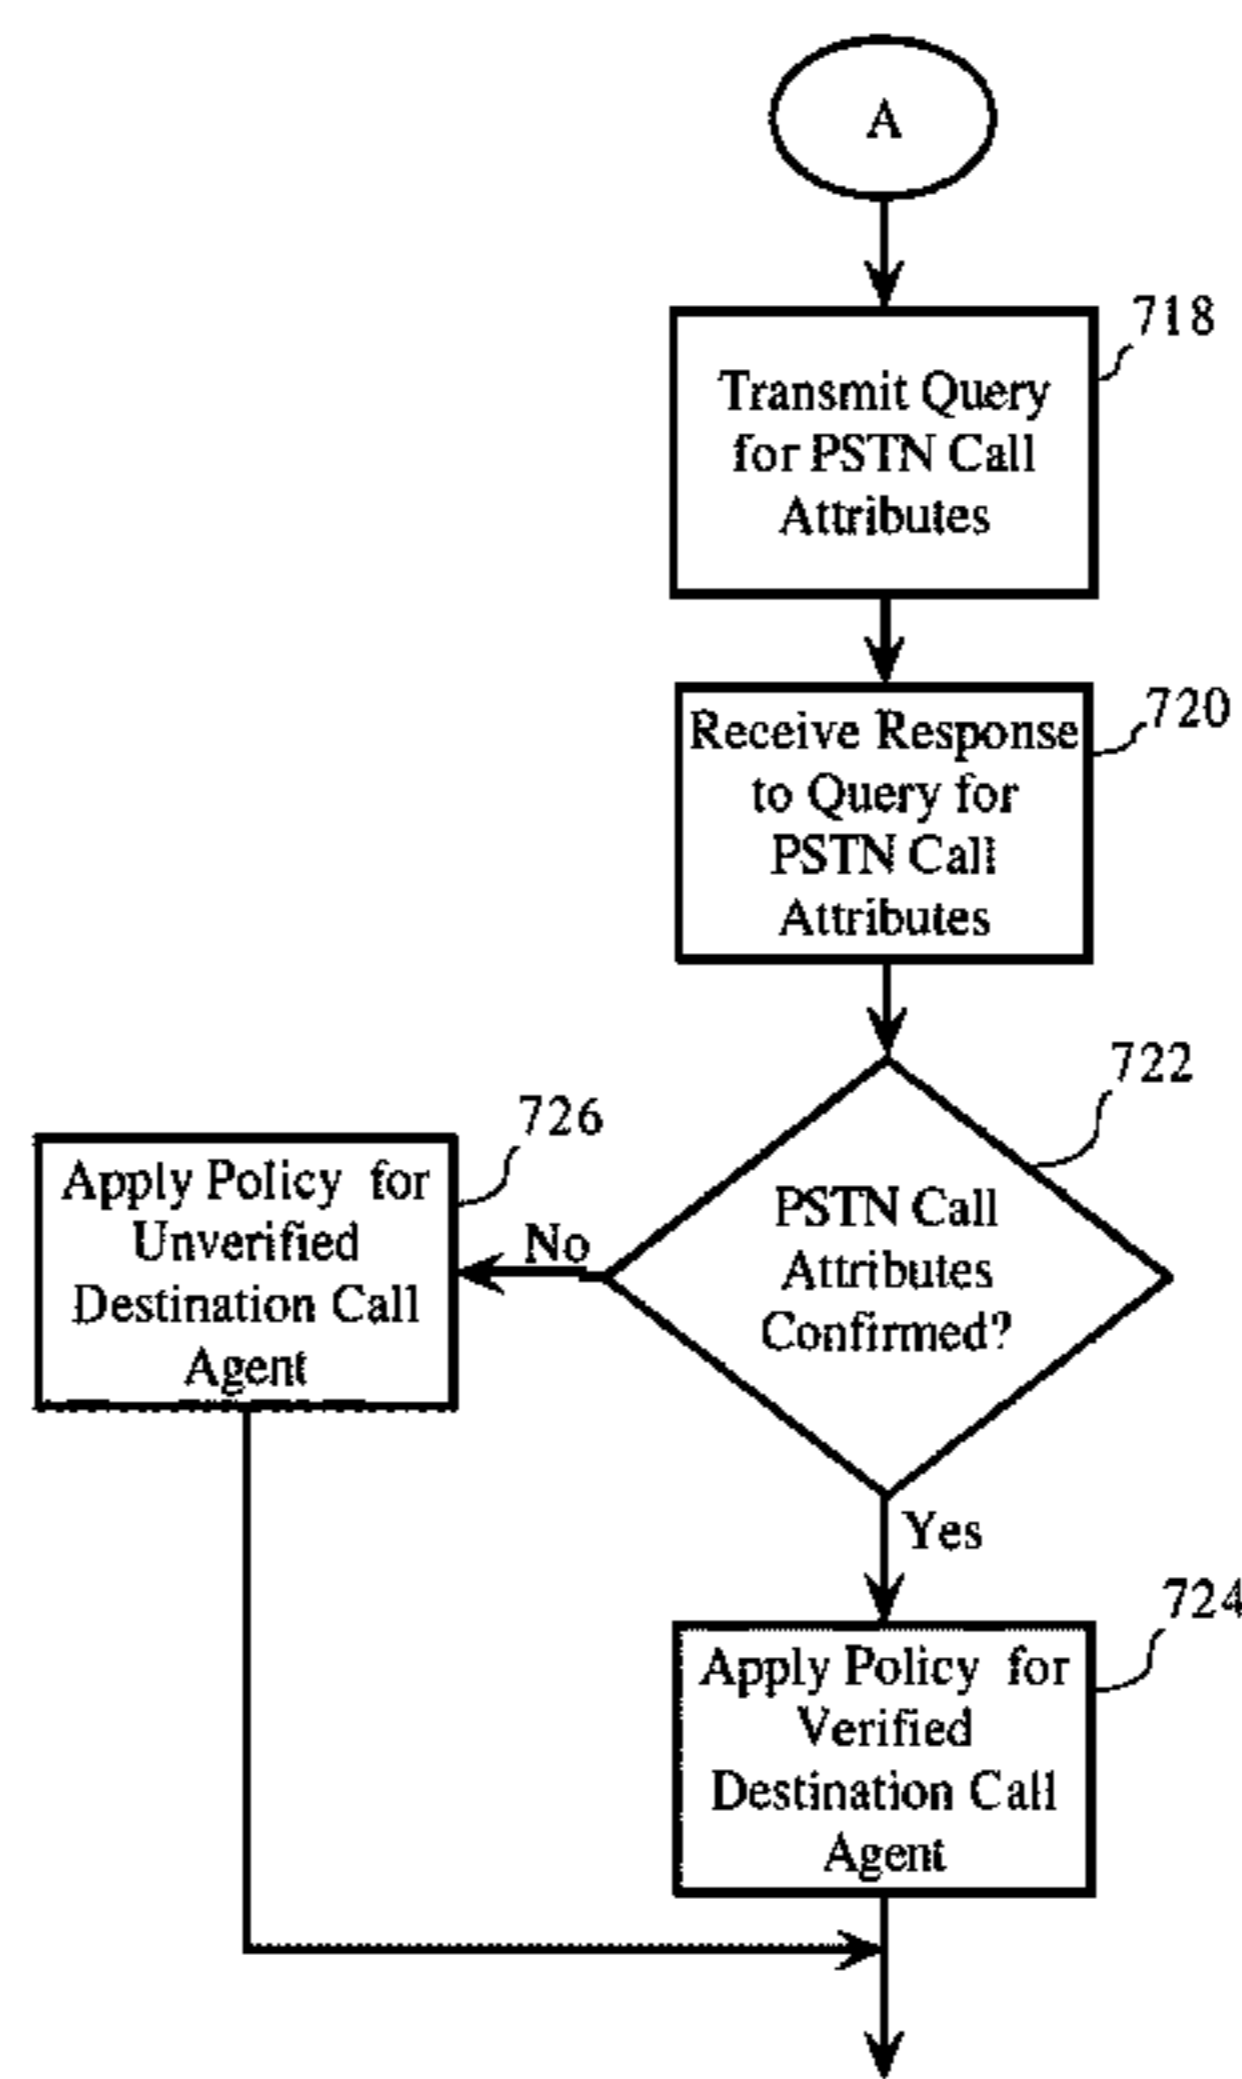 A
718
Transmit Query
for PSTN Call
Attributes
720
Receive Response
to Query for
PSTN Call
Attributes
722
PSTN Call
Attributes
Confirmed?
726
Apply Policy for
Unverified
Destination Call
Agent
No
Yes
724
Apply Policy for
Verified
Destination Call
Agent